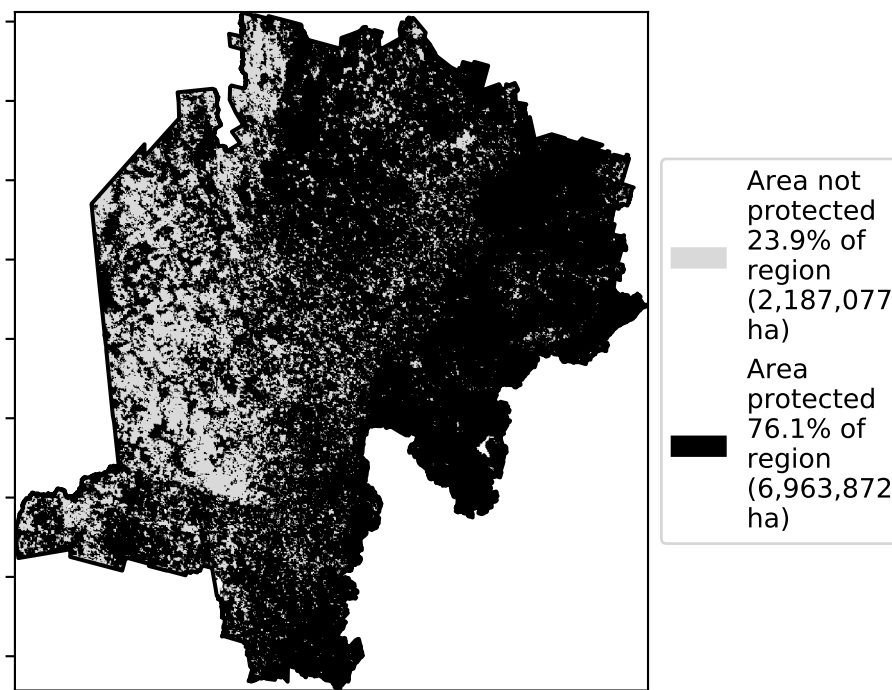 Area not
protected
23.9% of
region
(2,187,077
ha)
Area
protected
76.1% of
region
(6,963,872
ha)